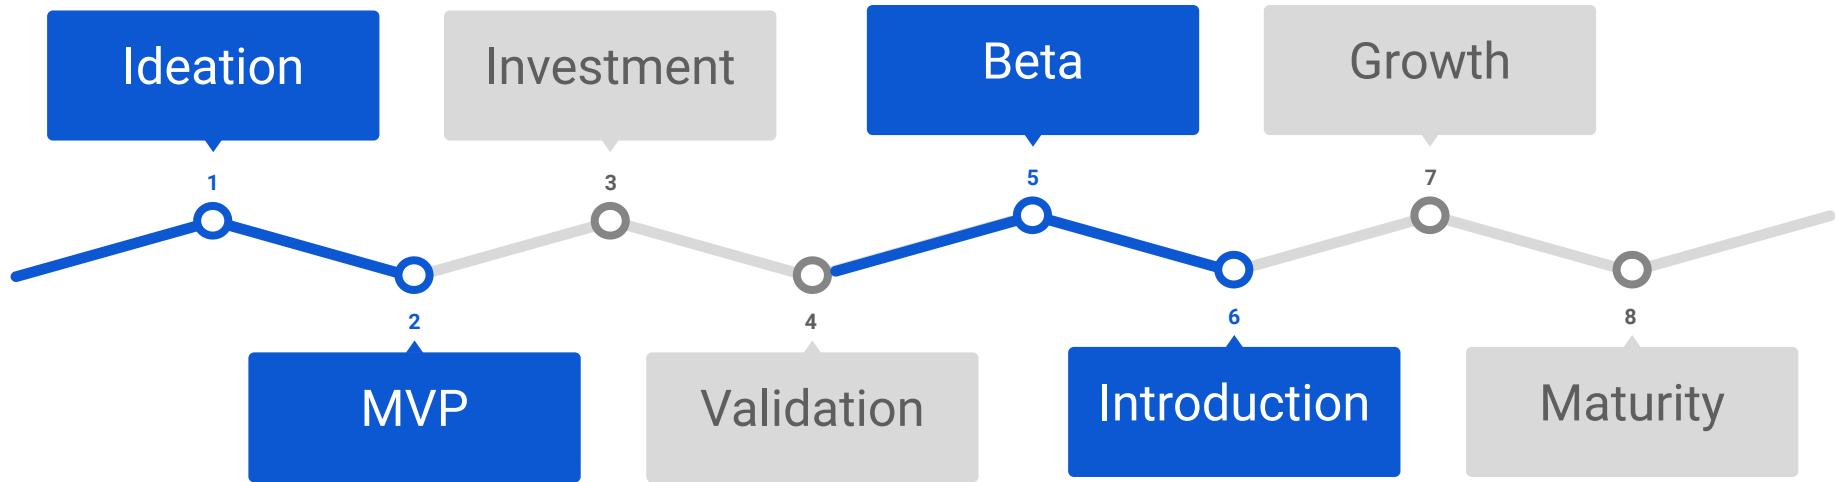 Ideation
1
2
MVP
Investment
3
4
Validation
Beta
5
6
Introduction
Growth
7
8
Maturity